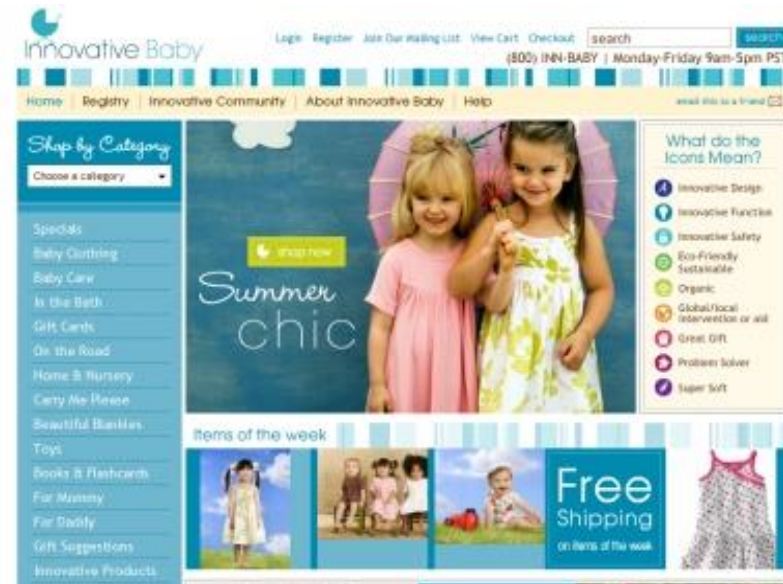 Innovative Baby
Login Register Join Our Mailing List View Cart Checkout search search
(800) INN-BABY | Monday-Friday 9am-5pm PST
Home Registry Innovative Community About Innovative Baby Help email this to a friend
Shop by Category
Choose a category
Specials
Baby Clothing
Baby Care
In the Bath
Gift Cards
On the Road
Home & Nursery
Carry Me Please
Beautiful Blankies
Toys
Books & Flashcards
For Mommy
For Daddy
Gift Suggestions
Innovative Products
shop now
Summer
chic
What do the
Icons Mean?
Innovative Design
Innovative Function
Innovative Safety
Eco-Friendly
Sustainable
Organic
Global/local
intervention or aid
Great Gift
Problem Solver
Super Soft
Items of the week
Free
Shipping
on items of the week